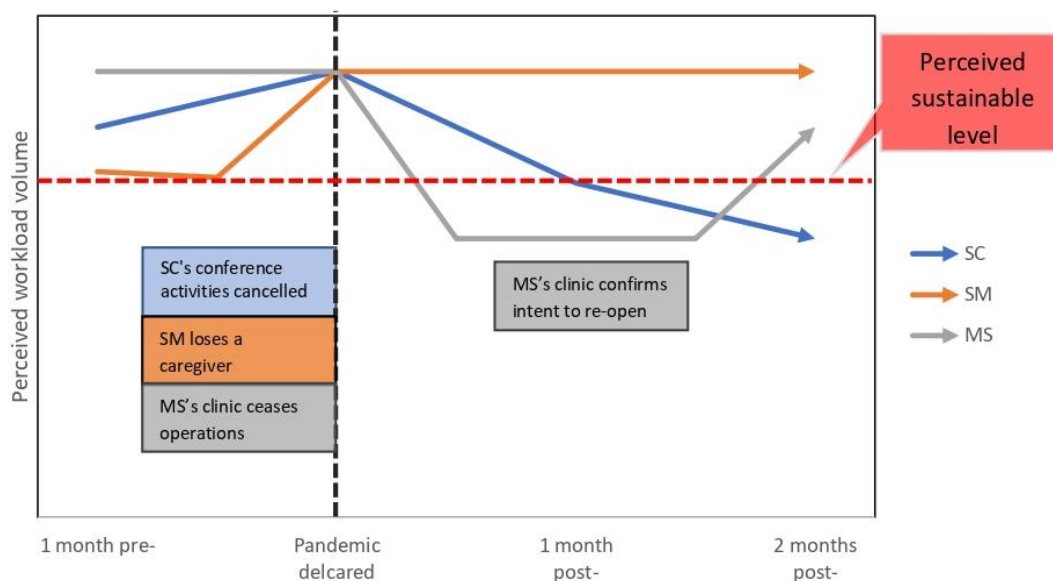 Perceived
sustainable
level
Perceived workload volume
SC's conference
activities cancelled
SM loses a
caregiver
MS's clinic ceases
operations
MS's clinic confirms
intent to re-open
SC
SM
MS
1 month pre-
Pandemic
delcared
1 month
post-
2 months
post-